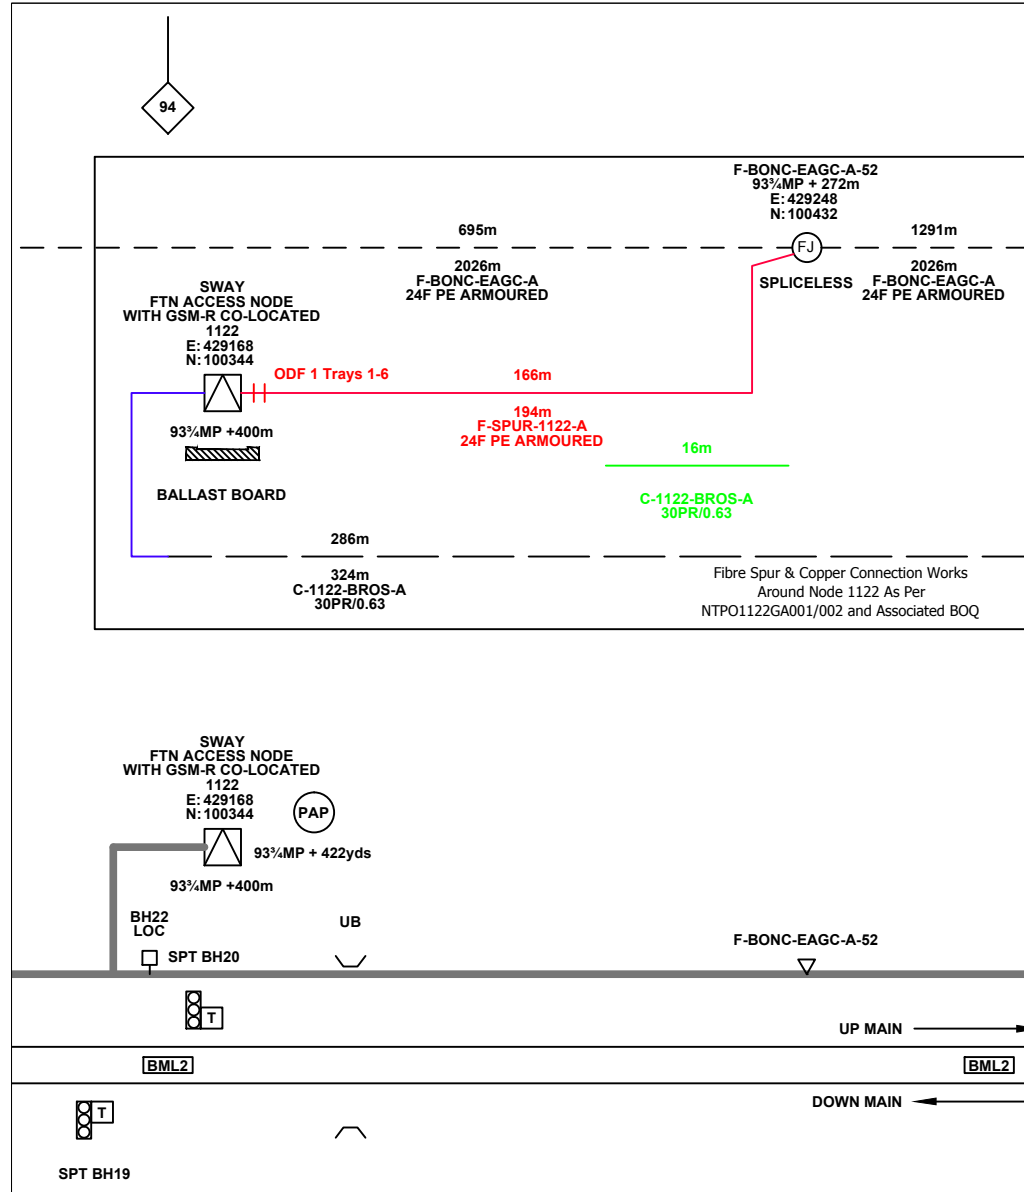 94
F-BONC-EAGC-A-52
93¾MP + 272m
E: 429248
N: 100432
695m
FJ
1291m
2026m
F-BONC-EAGC-A
24F PE ARMOURED
SPLICELESS
2026m
F-BONC-EAGC-A
24F PE ARMOURED
SWAY
FTN ACCESS NODE
WITH GSM-R CO-LOCATED
1122
E: 429168
N: 100344
ODF 1 Trays 1-6
166m
194m
F-SPUR-1122-A
24F PE ARMOURED
93¾MP +400m
BALLAST BOARD
16m
C-1122-BROS-A
30PR/0.63
286m
324m
C-1122-BROS-A
30PR/0.63
Fibre Spur & Copper Connection Works
Around Node 1122 As Per
NTPO1122GA001/002 and Associated BOQ
SWAY
FTN ACCESS NODE
WITH GSM-R CO-LOCATED
1122
E: 429168
N: 100344
PAP
93¾MP + 422yds
93¾MP +400m
BH22
LOC
SPT BH20
UB
F-BONC-EAGC-A-52
T
UP MAIN
BML2
BML2
DOWN MAIN
T
SPT BH19